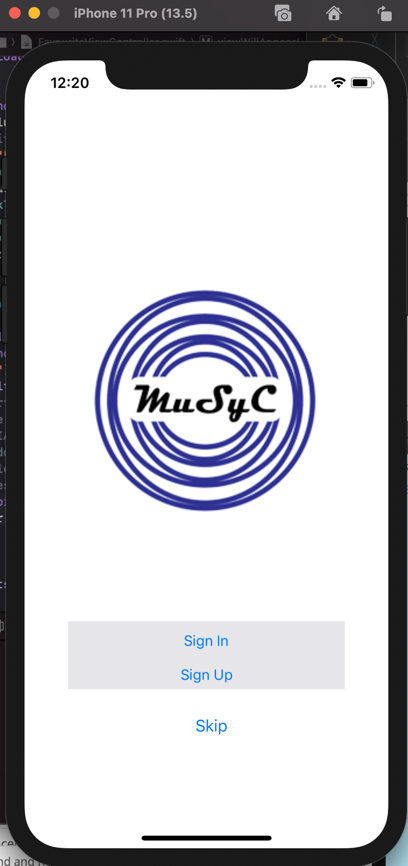 iPhone 11 Pro (13.5)
12:20
MuSyC
Sign In
Sign Up
Skip